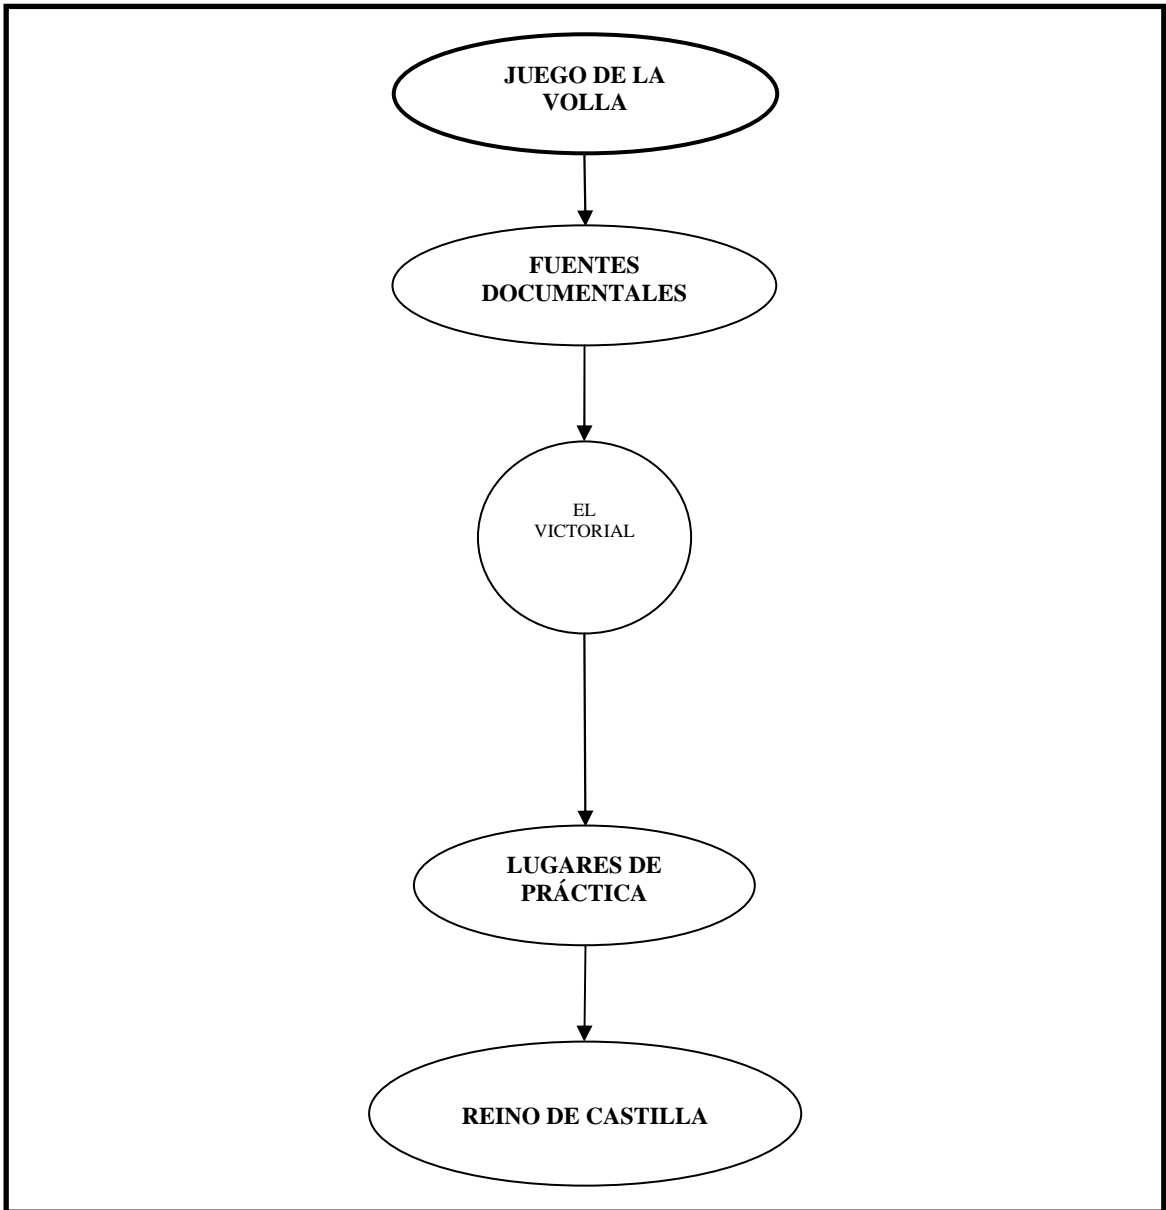 JUEGO DE LA
VOLLA
FUENTES
DOCUMENTALES
EL
VICTORIAL
LUGARES DE
PRÁCTICA
REINO DE CASTILLA